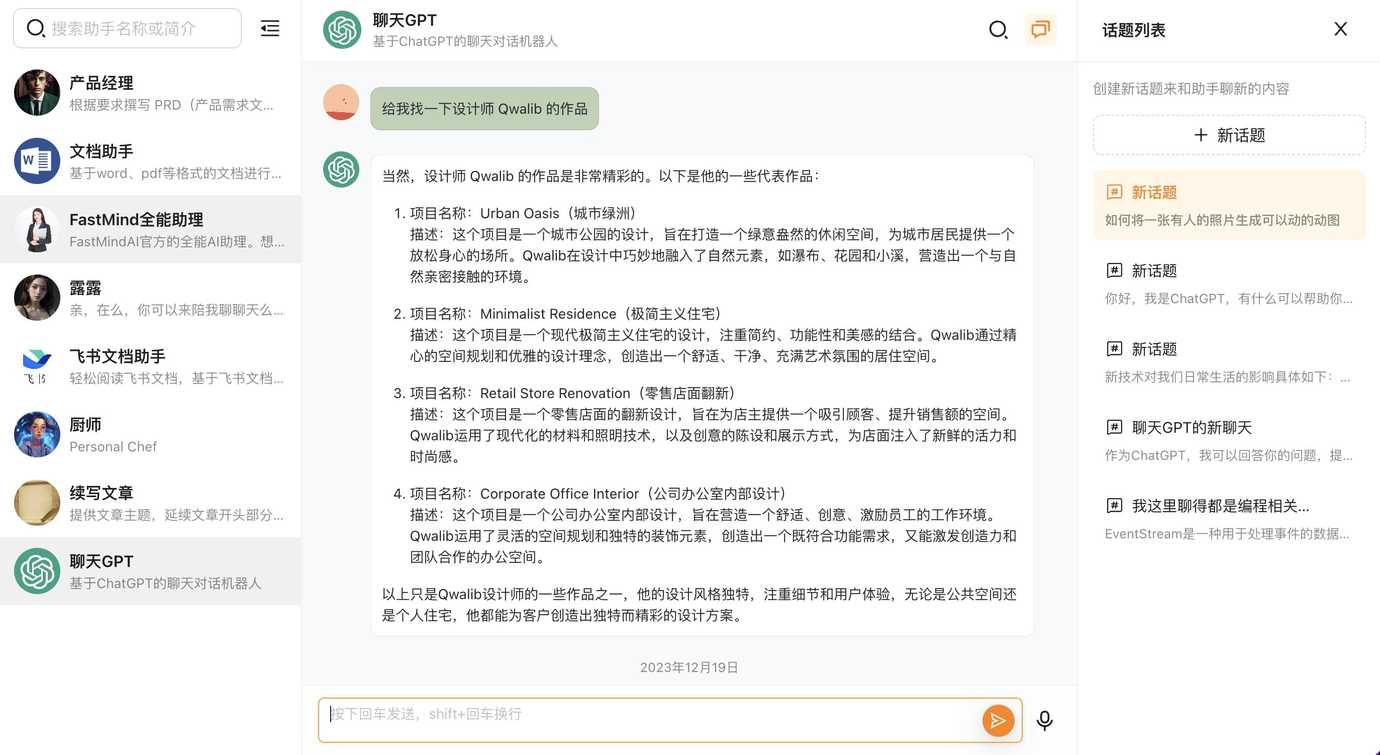 搜索助手名称或简介
产品经理
根据要求撰写 PRD（产品需求文...
文档助手
基于word、pdf等格式的文档进行...
FastMind全能助理
FastMindAI官方的全能AI助理。想...
露露
亲，在么，你可以来陪我聊聊天么...
飞书文档助手
轻松阅读飞书文档，基于飞书文档...
飞书
厨师
Personal Chef
续写文章
提供文章主题，延续文章开头部分...
聊天GPT
基于ChatGPT的聊天对话机器人
聊天GPT
基于ChatGPT的聊天对话机器人
给我找一下设计师 Qwalib 的作品
当然，设计师 Qwalib 的作品是非常精彩的。以下是他的一些代表作品：
1. 项目名称：Urban Oasis（城市绿洲）
描述：这个项目是一个城市公园的设计，旨在打造一个绿意盎然的休闲空间，为城市居民提供一个
放松身心的场所。Qwalib在设计中巧妙地融入了自然元素，如瀑布、花园和小溪，营造出一个与自
然亲密接触的环境。
2. 项目名称：Minimalist Residence（极简主义住宅）
描述：这个项目是一个现代极简主义住宅的设计，注重简约、功能性和美感的结合。Qwalib通过精
心的空间规划和优雅的设计理念，创造出一个舒适、干净、充满艺术氛围的居住空间。
3. 项目名称：Retail Store Renovation（零售店面翻新）
描述：这个项目是一个零售店面的翻新设计，旨在为店主提供一个吸引顾客、提升销售额的空间。
Qwalib运用了现代化的材料和照明技术，以及创意的陈设和展示方式，为店面注入了新鲜的活力和
时尚感。
4. 项目名称：Corporate Office Interior（公司办公室内部设计）
描述：这个项目是一个公司办公室内部设计，旨在营造一个舒适、创意、激励员工的工作环境。
Qwalib运用了灵活的空间规划和独特的装饰元素，创造出一个既符合功能需求，又能激发创造力和
团队合作的办公空间。
以上只是Qwalib设计师的一些作品之一，他的设计风格独特，注重细节和用户体验，无论是公共空间还
是个人住宅，他都能为客户创造出独特而精彩的设计方案。
2023年12月19日
按下回车发送，shift+回车换行
话题列表
创建新话题来和助手聊新的内容
新话题
新话题
如何将一张有人的照片生成可以动的动图
新话题
你好，我是ChatGPT，有什么可以帮助你...
新话题
新技术对我们日常生活的影响具体如下：...
聊天GPT的新聊天
作为ChatGPT，我可以回答你的问题，提...
我这里聊得都是编程相关...
EventStream是一种用于处理事件的数据...